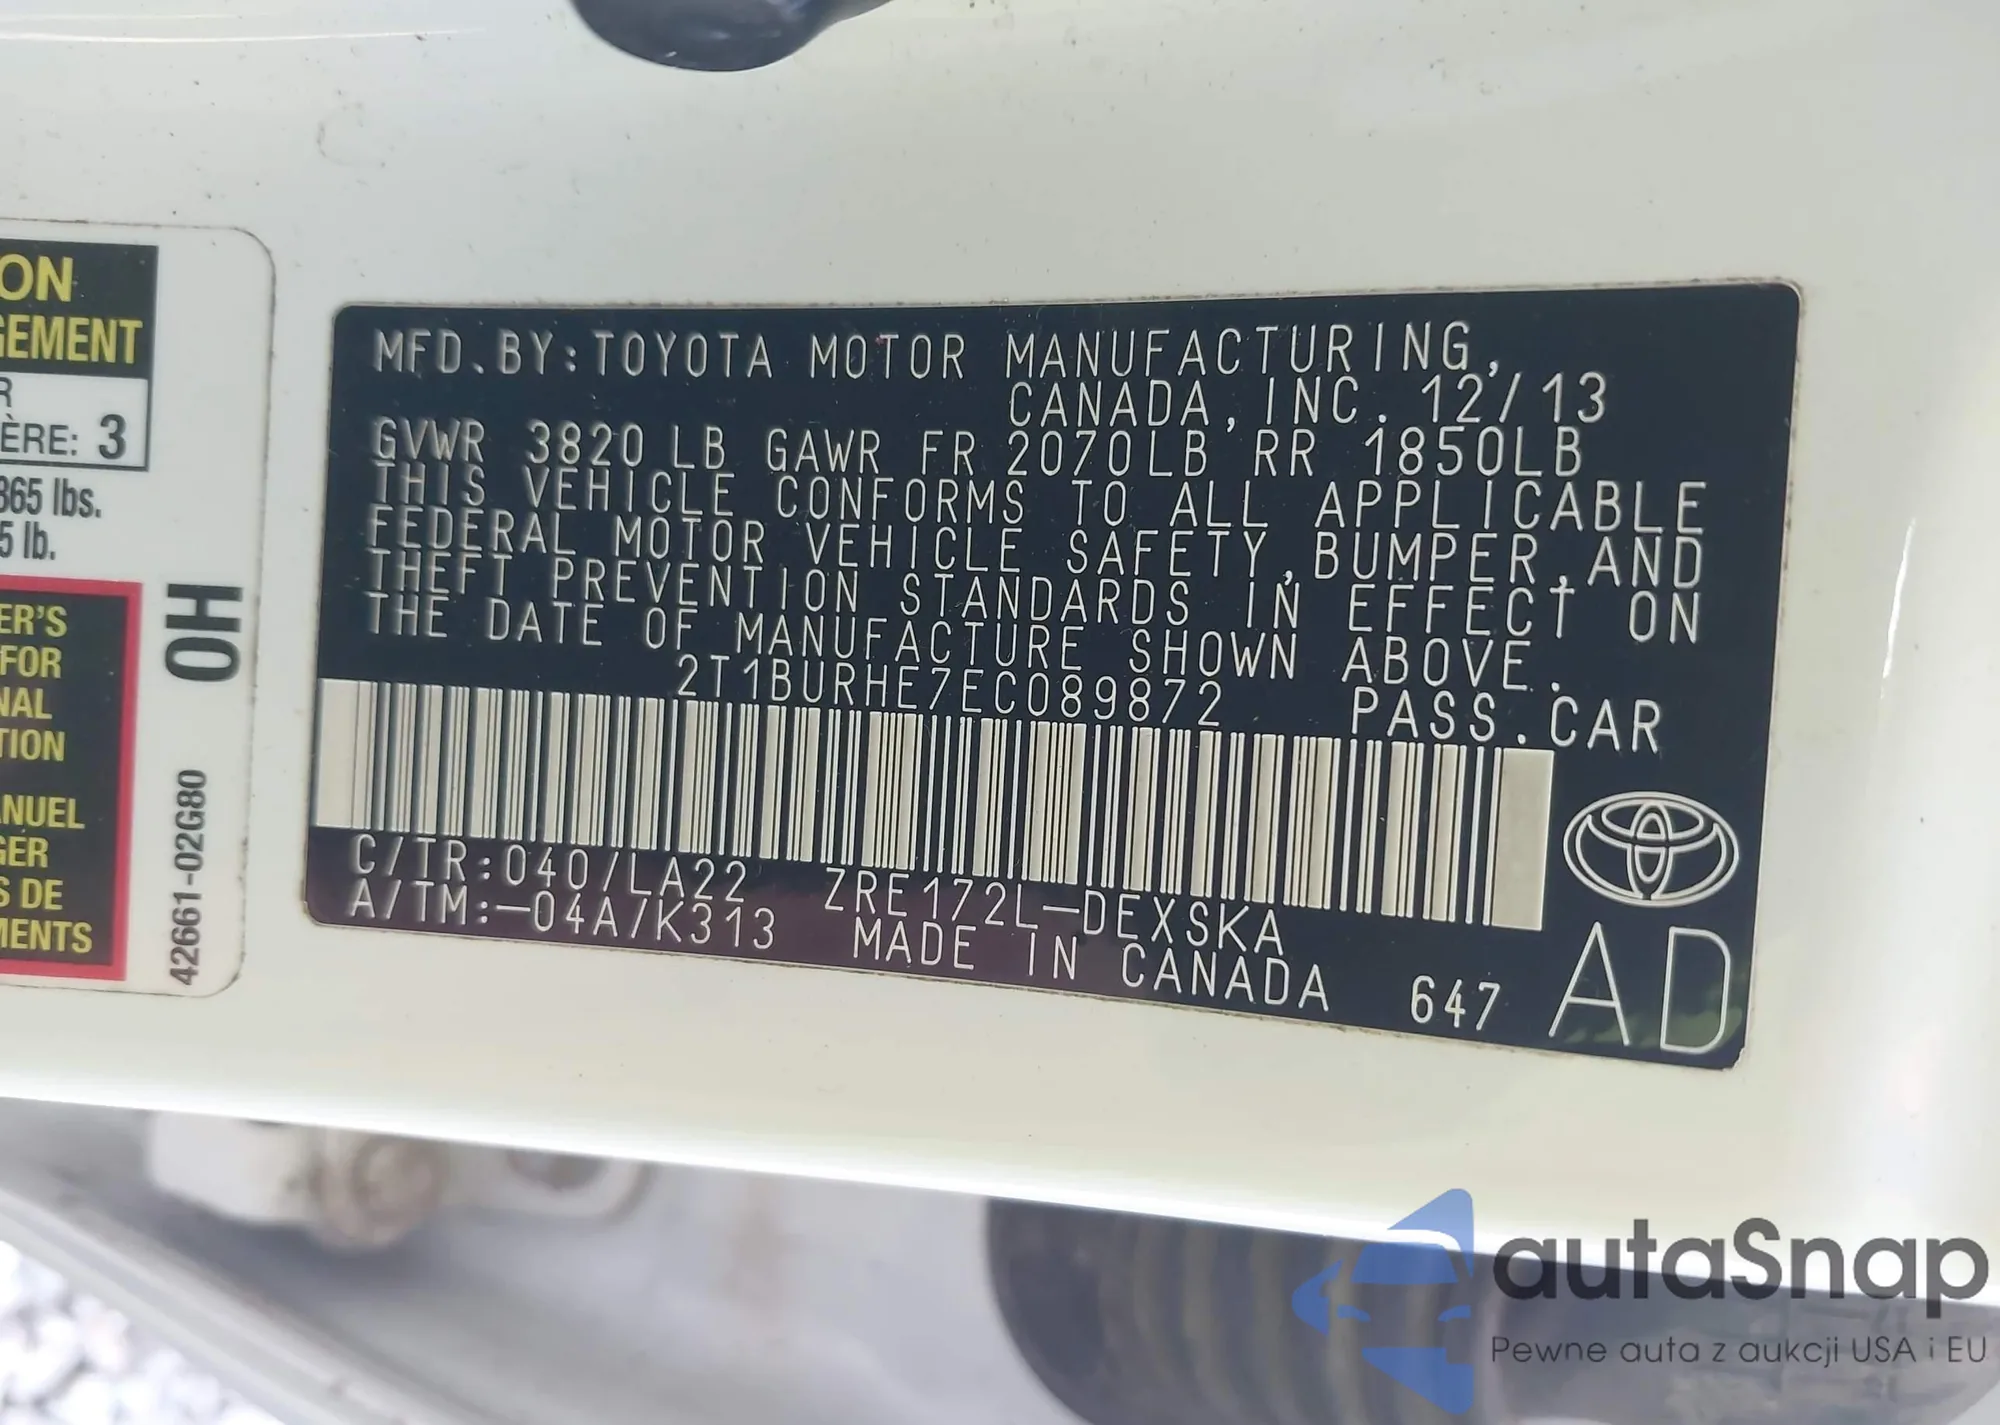 ON
GEMENT
R
ÈRE: 3
365 lbs.
5 lb.
ER'S
FOR
NAL
TION
ANUEL
GER
S DE
MENTS
OH
42661-02G80
MFD.BY:TOYOTA MOTOR MANUFACTURING,
CANADA,INC. 12/13
GVWR 3820LB GAWR FR 2070LB RR 1850LB
THIS VEHICLE CONFORMS TO ALL APPLICABLE
FEDERAL MOTOR VEHICLE SAFETY,BUMPER,AND
THEFT PREVENTION STANDARDS IN EFFECT ON
THE DATE OF MANUFACTURE SHOWN ABOVE.
2T1BURHE7EC089872 PASS.CAR
C/TR:040/LA22 ZRE172L-DEXSKA
A/TM:-04A/K313 MADE IN CANADA 647
AD
autaSnap
Pewne auta z aukcji USA i EU